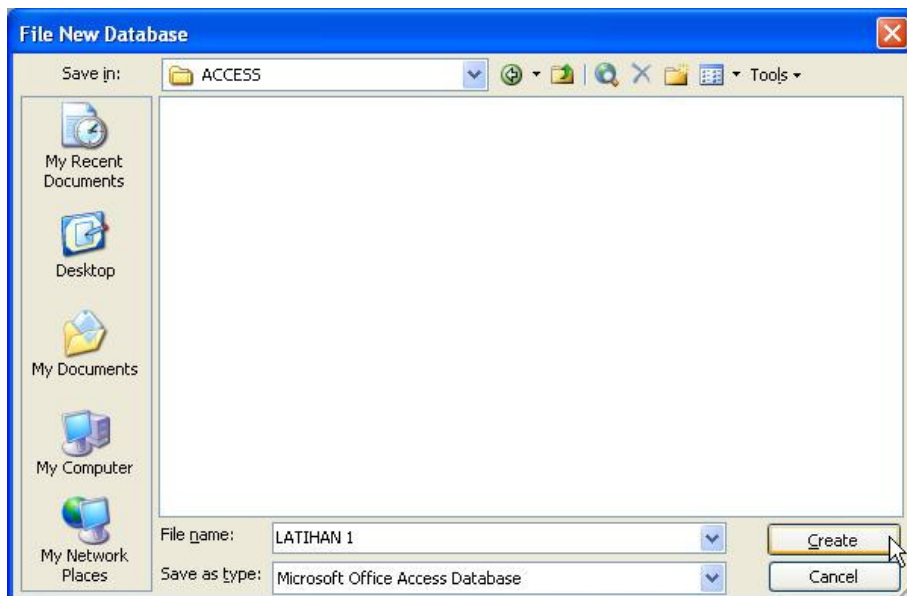 File New Database
Save in:
ACCESS
Tools
My Recent
Documents
Desktop
My Documents
My Computer
My Network
Places
File name:
LATIHAN 1
Create
Save as type:
Microsoft Office Access Database
Cancel